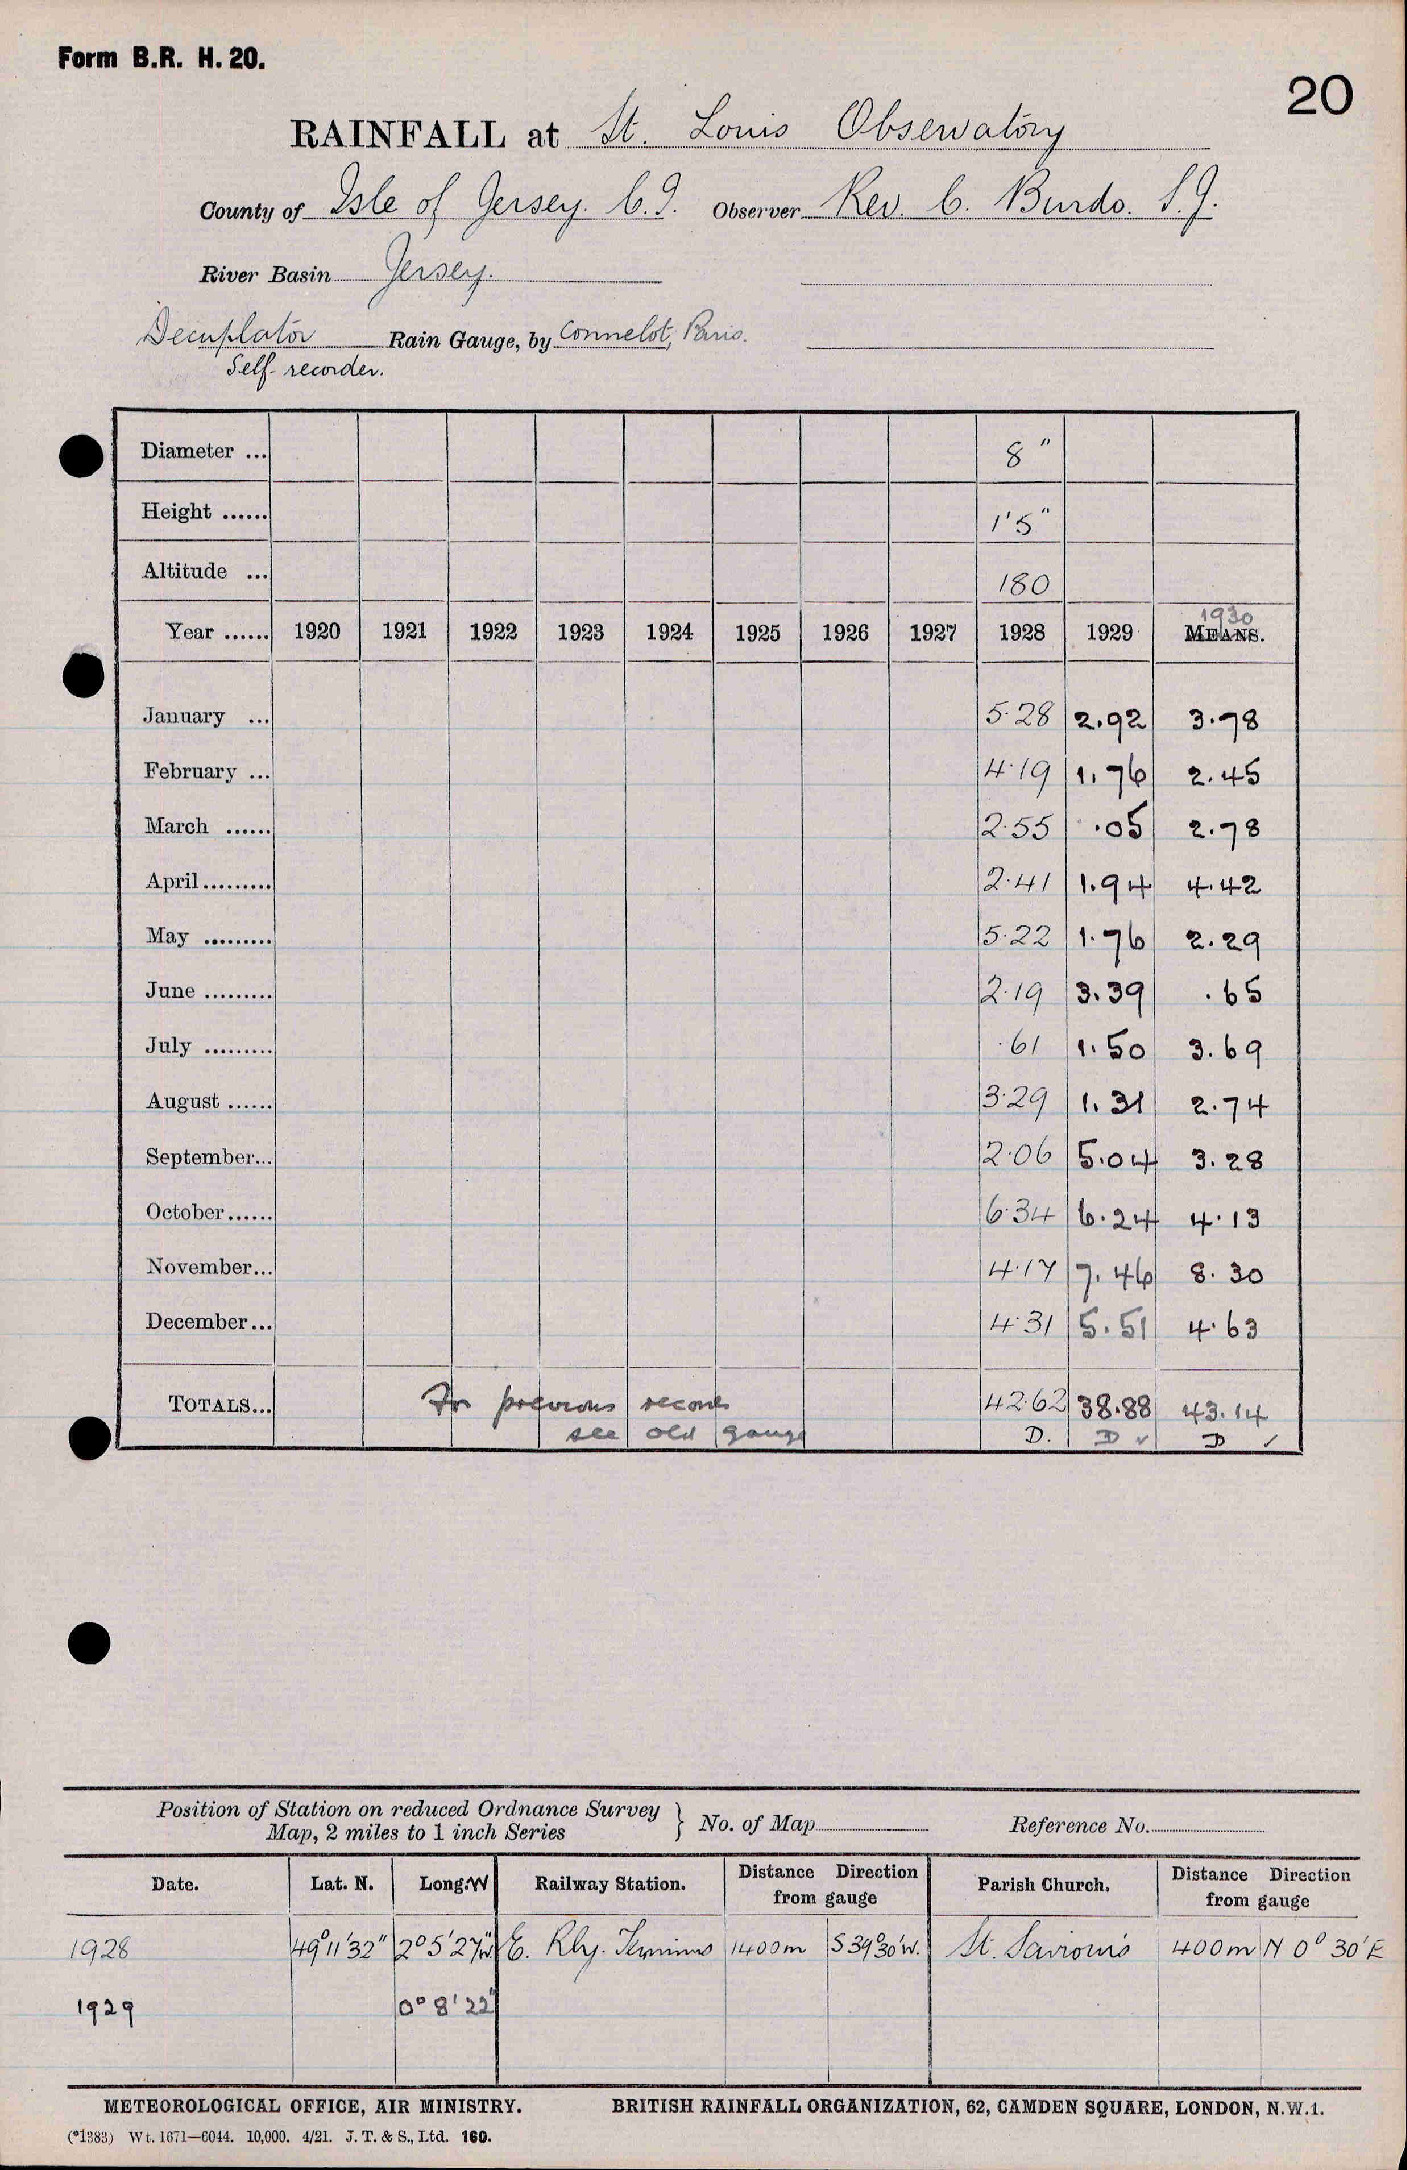 Form B.R. H. 20.
20
RAINFALL at St. Louis Observatory
County of Isle of Jersey. C.I. Observer Rev. C. Burdo. S.J.
River Basin Jersey.
Decuplator Rain Gauge, by Connelot, Paris.
Self-recorder.
Diameter ... 8"
Height ...... 1'5"
Altitude ... 180
1930
Year ...... 1920 1921 1922 1923 1924 1925 1926 1927 1928 1929 MEANS.
January ... 5.28 2.92 3.78
February ... 4.19 1.76 2.45
March ...... 2.55 .05 2.78
April ......... 2.41 1.94 4.42
May ......... 5.22 1.76 2.29
June ......... 2.19 3.39 .65
July ......... .61 1.50 3.69
August ...... 3.29 1.31 2.74
September... 2.06 5.04 3.28
October ...... 6.34 6.24 4.13
November... 4.17 7.46 8.30
December... 4.31 5.51 4.63
TOTALS... For previous records 42.62 38.88 43.14
see old gauge D. D ✓ D ✓
Position of Station on reduced Ordnance Survey
Map, 2 miles to 1 inch Series } No. of Map Reference No.
Date. Lat. N. Long. W Railway Station. Distance Direction from gauge Parish Church. Distance Direction from gauge
1928 49°11'32" 2°5'27"W E. Rly. Terminus 1400m S39°30'W. St. Saviour's 400m N 0° 30'E
1929 0° 8'22"
METEOROLOGICAL OFFICE, AIR MINISTRY. BRITISH RAINFALL ORGANIZATION, 62, CAMDEN SQUARE, LONDON, N.W.1.
(*1383) Wt. 1671—6044. 10,000. 4/21. J. T. & S., Ltd. 160.